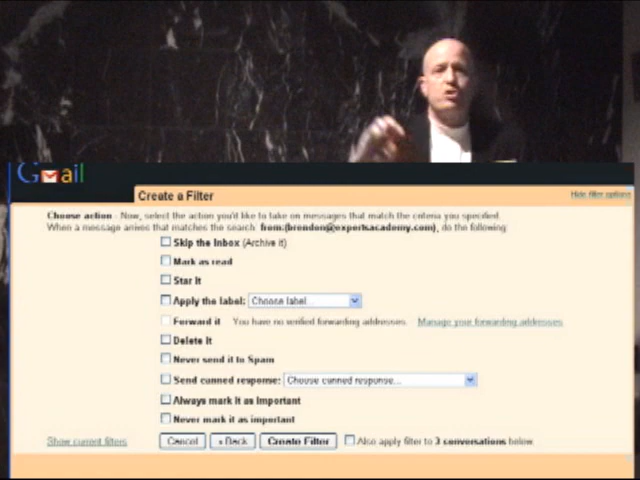 Gmail
Create a Filter
Hide filter options
Choose action - Now, select the action you'd like to take on messages that match the criteria you specified.
When a message arrives that matches the search: from:(brendon@expertsacademy.com), do the following:
Skip the Inbox (Archive it)
Mark as read
Star it
Apply the label: Choose label...
Forward it You have no verified forwarding addresses. Manage your forwarding addresses
Delete it
Never send it to Spam
Send canned response: Choose canned response...
Always mark it as important
Never mark it as important
Show current filters Cancel « Back Create Filter Also apply filter to 3 conversations below.